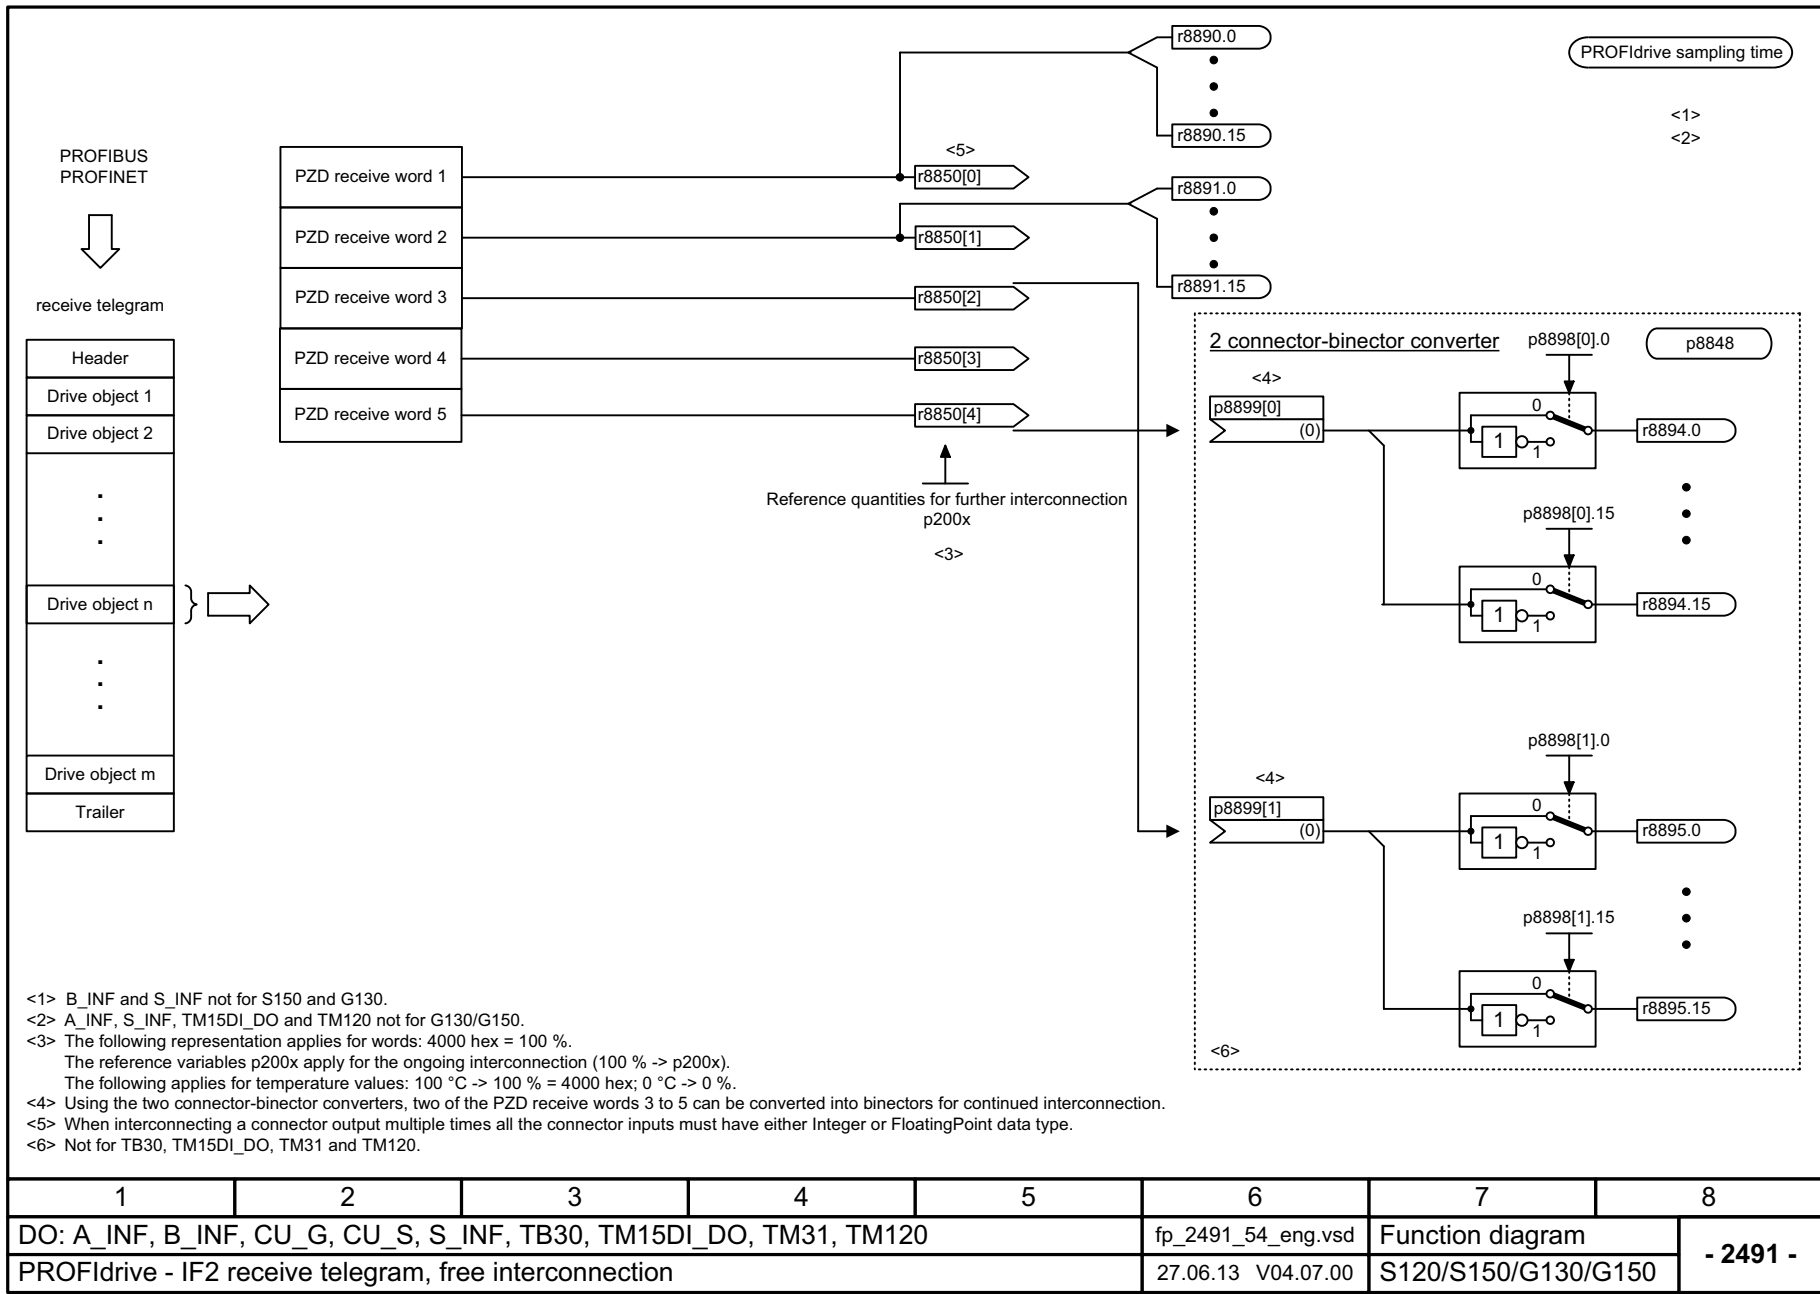 PROFIBUS
PROFINET
receive telegram
Header
Drive object 1
Drive object 2
Drive object n
Drive object m
Trailer
PZD receive word 1
PZD receive word 2
PZD receive word 3
PZD receive word 4
PZD receive word 5
<5>
r8850[0]
r8850[1]
r8850[2]
r8850[3]
r8850[4]
Reference quantities for further interconnection
p200x
<3>
r8890.0
r8890.15
r8891.0
r8891.15
PROFIdrive sampling time
<1>
<2>
2 connector-binector converter
p8898[0].0
p8848
<4>
p8899[0]
(0)
0
1
1
r8894.0
p8898[0].15
0
1
1
r8894.15
p8898[1].0
<4>
p8899[1]
(0)
0
1
1
r8895.0
p8898[1].15
0
1
1
r8895.15
<6>
<1> B_INF and S_INF not for S150 and G130.
<2> A_INF, S_INF, TM15DI_DO and TM120 not for G130/G150.
<3> The following representation applies for words: 4000 hex = 100 %.
The reference variables p200x apply for the ongoing interconnection (100 % -> p200x).
The following applies for temperature values: 100 °C -> 100 % = 4000 hex; 0 °C -> 0 %.
<4> Using the two connector-binector converters, two of the PZD receive words 3 to 5 can be converted into binectors for continued interconnection.
<5> When interconnecting a connector output multiple times all the connector inputs must have either Integer or FloatingPoint data type.
<6> Not for TB30, TM15DI_DO, TM31 and TM120.
1 2 3 4 5 6 7 8
DO: A_INF, B_INF, CU_G, CU_S, S_INF, TB30, TM15DI_DO, TM31, TM120
fp_2491_54_eng.vsd
Function diagram
- 2491 -
PROFIdrive - IF2 receive telegram, free interconnection
27.06.13 V04.07.00
S120/S150/G130/G150